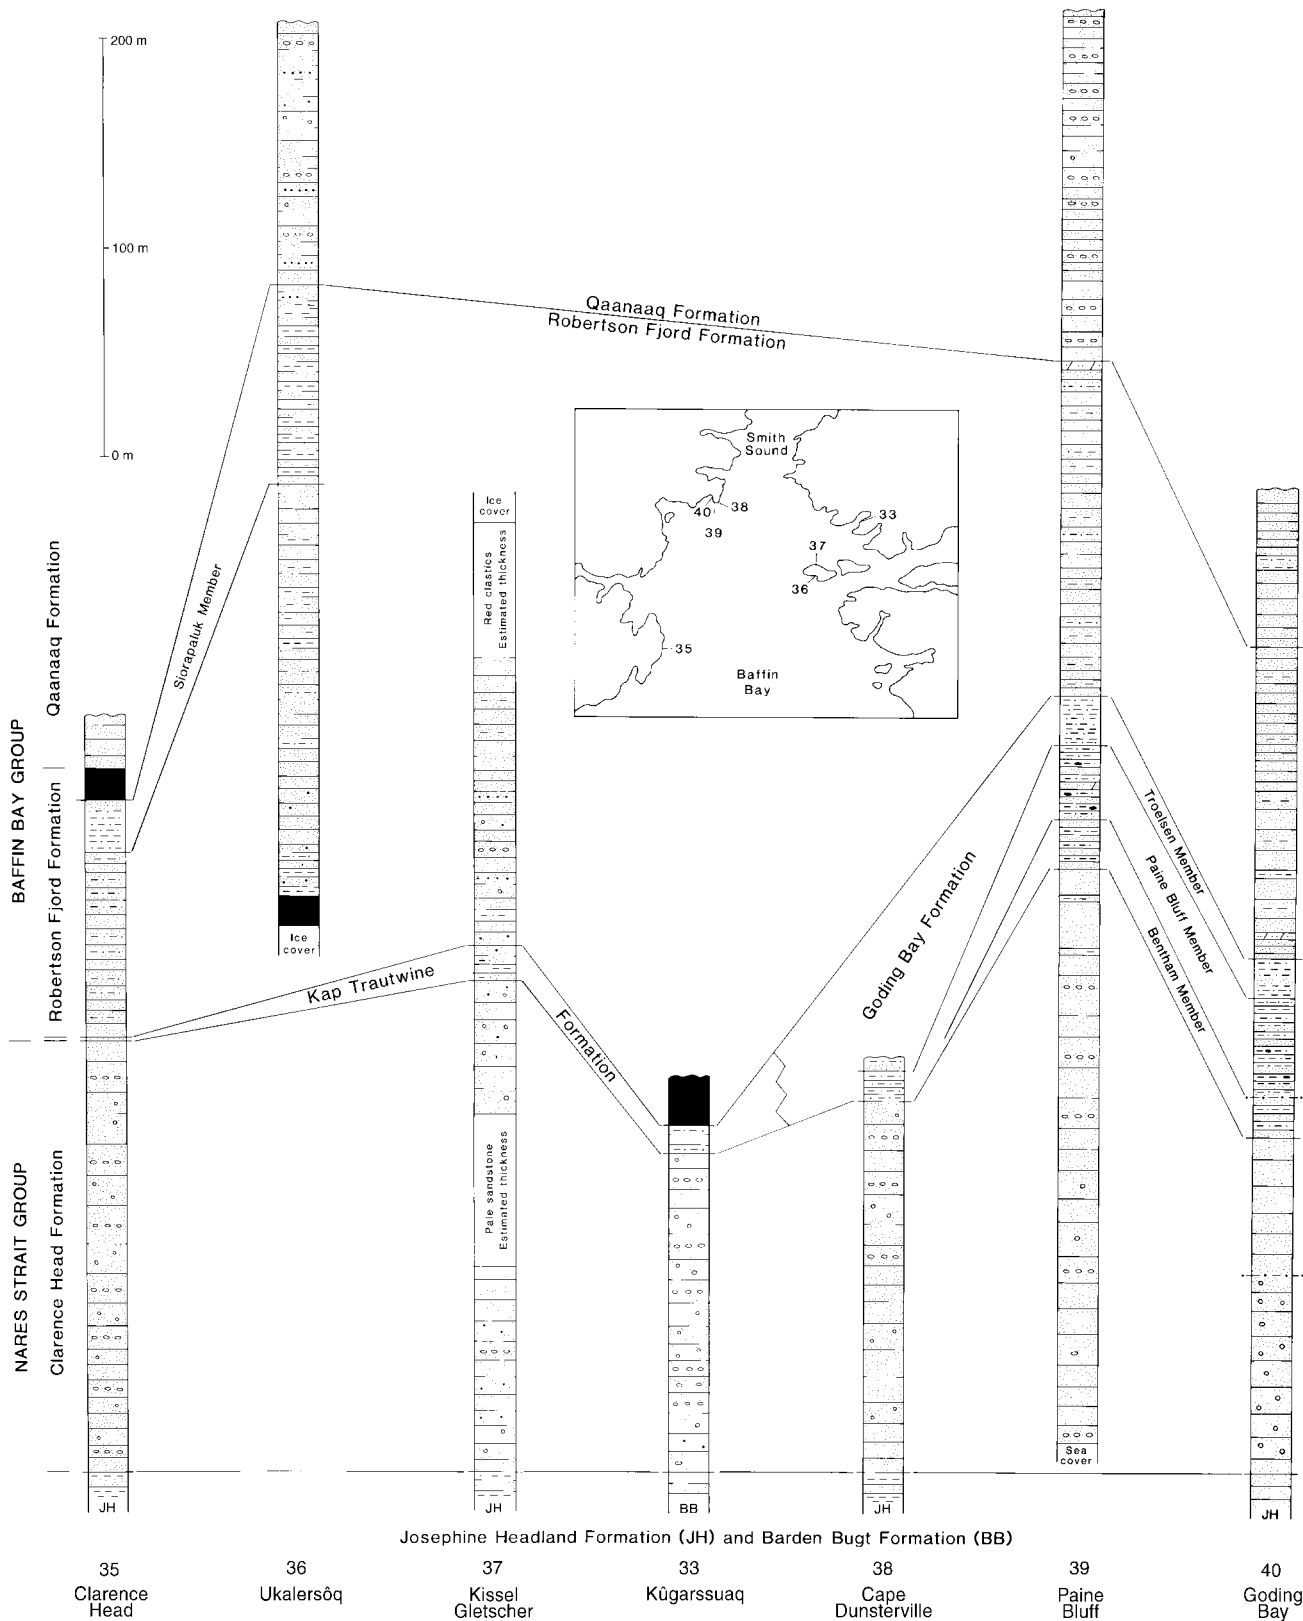 200 m
100 m
0 m
Qaanaaq Formation
Robertson Fjord Formation
Smith
Sound
40
38
39
33
37
36
35
Baffin
Bay
Ice
cover
Red clastics
Estimated thickness
Siorapaluk Member
BAFFIN BAY GROUP
Qaanaaq Formation
Robertson Fjord Formation
Ice
cover
Kap Trautwine
Formation
Goding Bay Formation
Troelsen Member
Paine Bluff Member
Bentham Member
NARES STRAIT GROUP
Clarence Head Formation
Pale sandstone
Estimated thickness
Sea
cover
JH
JH
BB
JH
JH
Josephine Headland Formation (JH) and Barden Bugt Formation (BB)
35
Clarence
Head
36
Ukalersôq
37
Kissel
Gletscher
33
Kûgarssuaq
38
Cape
Dunsterville
39
Paine
Bluff
40
Goding
Bay